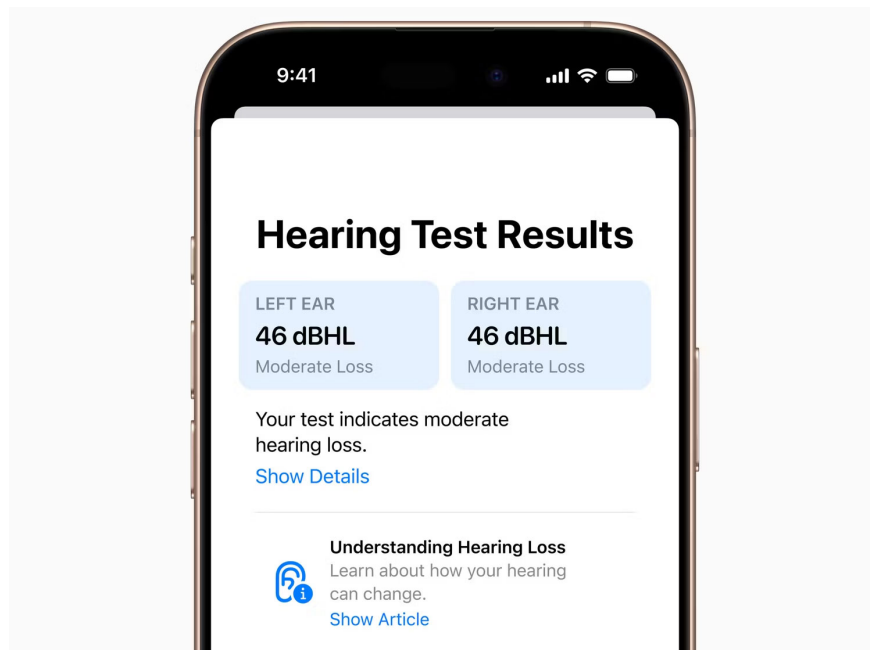 9:41
Hearing Test Results
LEFT EAR
46 dBHL
Moderate Loss
RIGHT EAR
46 dBHL
Moderate Loss
Your test indicates moderate
hearing loss.
Show Details
Understanding Hearing Loss
Learn about how your hearing
can change.
Show Article